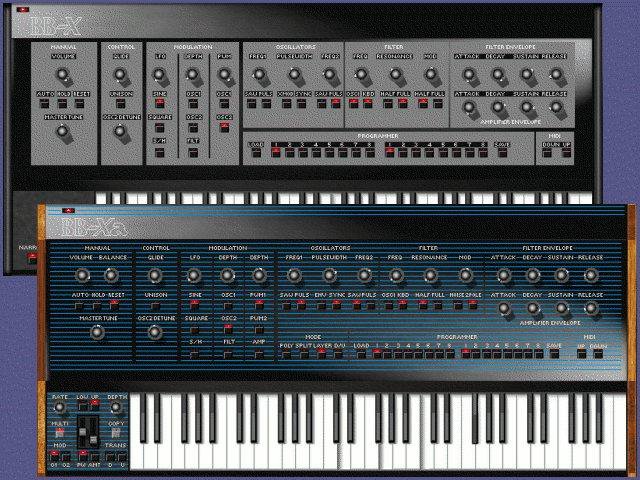 BB-X
MANUAL CONTROL MODULATION OSCILLATORS FILTER FILTER ENVELOPE
VOLUME GLIDE LFO DEPTH PWM FREQ1 PULSEWIDTH FREQ2 FREQ RESONANCE MOD ATTACK DECAY SUSTAIN RELEASE
AUTO HOLD RESET UNISON SINE OSC1 OSC1 SAW PULS XMOD SYNC SAW PULS OSC1 KBD HALF FULL HALF FULL
MASTER TUNE OSC2 DETUNE SQUARE OSC2 OSC2 AMPLIFIER ENVELOPE
PROGRAMMER MIDI
S/H FILT LOAD 1 2 3 4 5 6 7 8 1 2 3 4 5 6 7 8 SAVE DOWN UP
BB-Xa
MANUAL CONTROL MODULATION OSCILLATORS FILTER FILTER ENVELOPE
VOLUME BALANCE GLIDE LFO DEPTH DEPTH FREQ1 PULSEWIDTH FREQ2 FREQ RESONANCE MOD ATTACK DECAY SUSTAIN RELEASE
AUTO HOLD RESET UNISON SINE OSC1 PWM1 SAW PULS ENV SYNC SAW PULS OSC1 KBD HALF FULL NOISE 2POLE ATTACK DECAY SUSTAIN RELEASE
MASTER TUNE OSC2 DETUNE SQUARE OSC2 PWM2 AMPLIFIER ENVELOPE
MODE PROGRAMMER MIDI
S/H FILT AMP POLY SPLIT LAYER D/U LOAD 1 2 3 4 5 6 7 8 1 2 3 4 5 6 7 8 SAVE UP DOWN
RATE LOW UP DEPTH
MULTI COPY
MOD TRANS
O1 O2 PW AMT D U